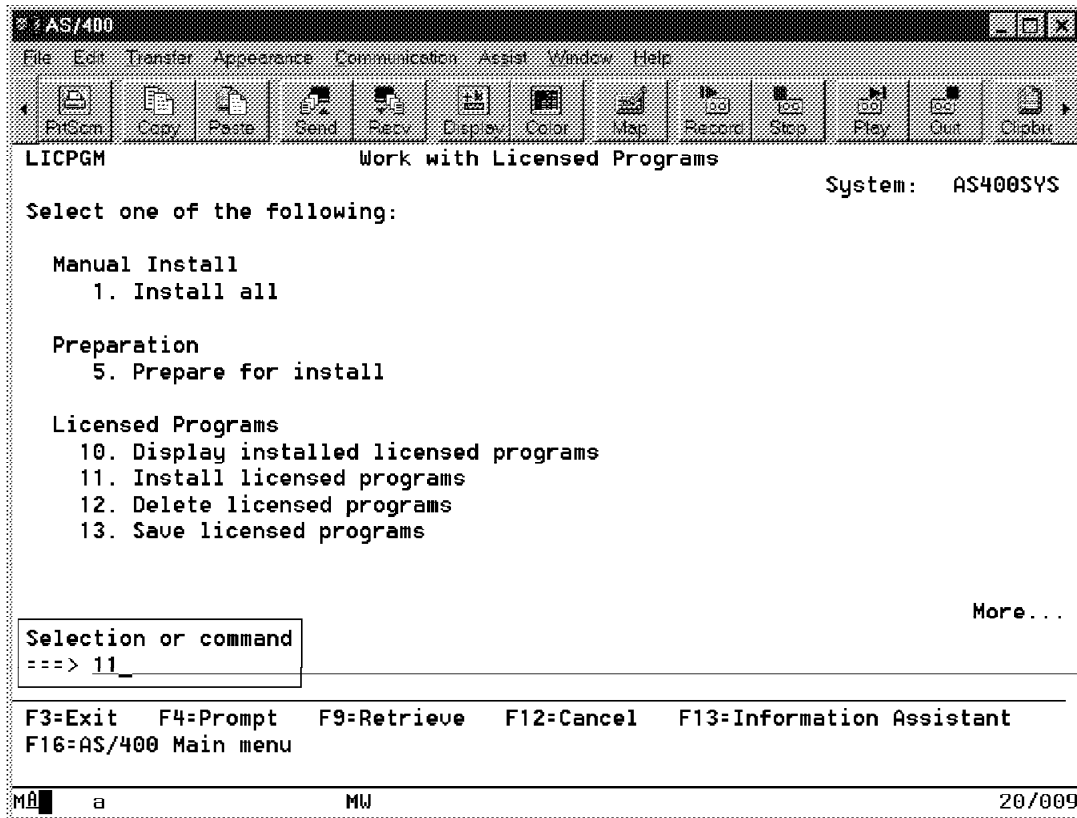 AS/400
File Edit Transfer Appearance Communication Assist Window Help
PrtScrn Copy Paste Send Recv Display Color Map Record Stop Play Quit Clipbrd
LICPGM Work with Licensed Programs
System: AS400SYS
Select one of the following:
Manual Install
1. Install all
Preparation
5. Prepare for install
Licensed Programs
10. Display installed licensed programs
11. Install licensed programs
12. Delete licensed programs
13. Save licensed programs
More...
Selection or command
===> 11_
F3=Exit F4=Prompt F9=Retrieve F12=Cancel F13=Information Assistant
F16=AS/400 Main menu
MA a MW 20/009